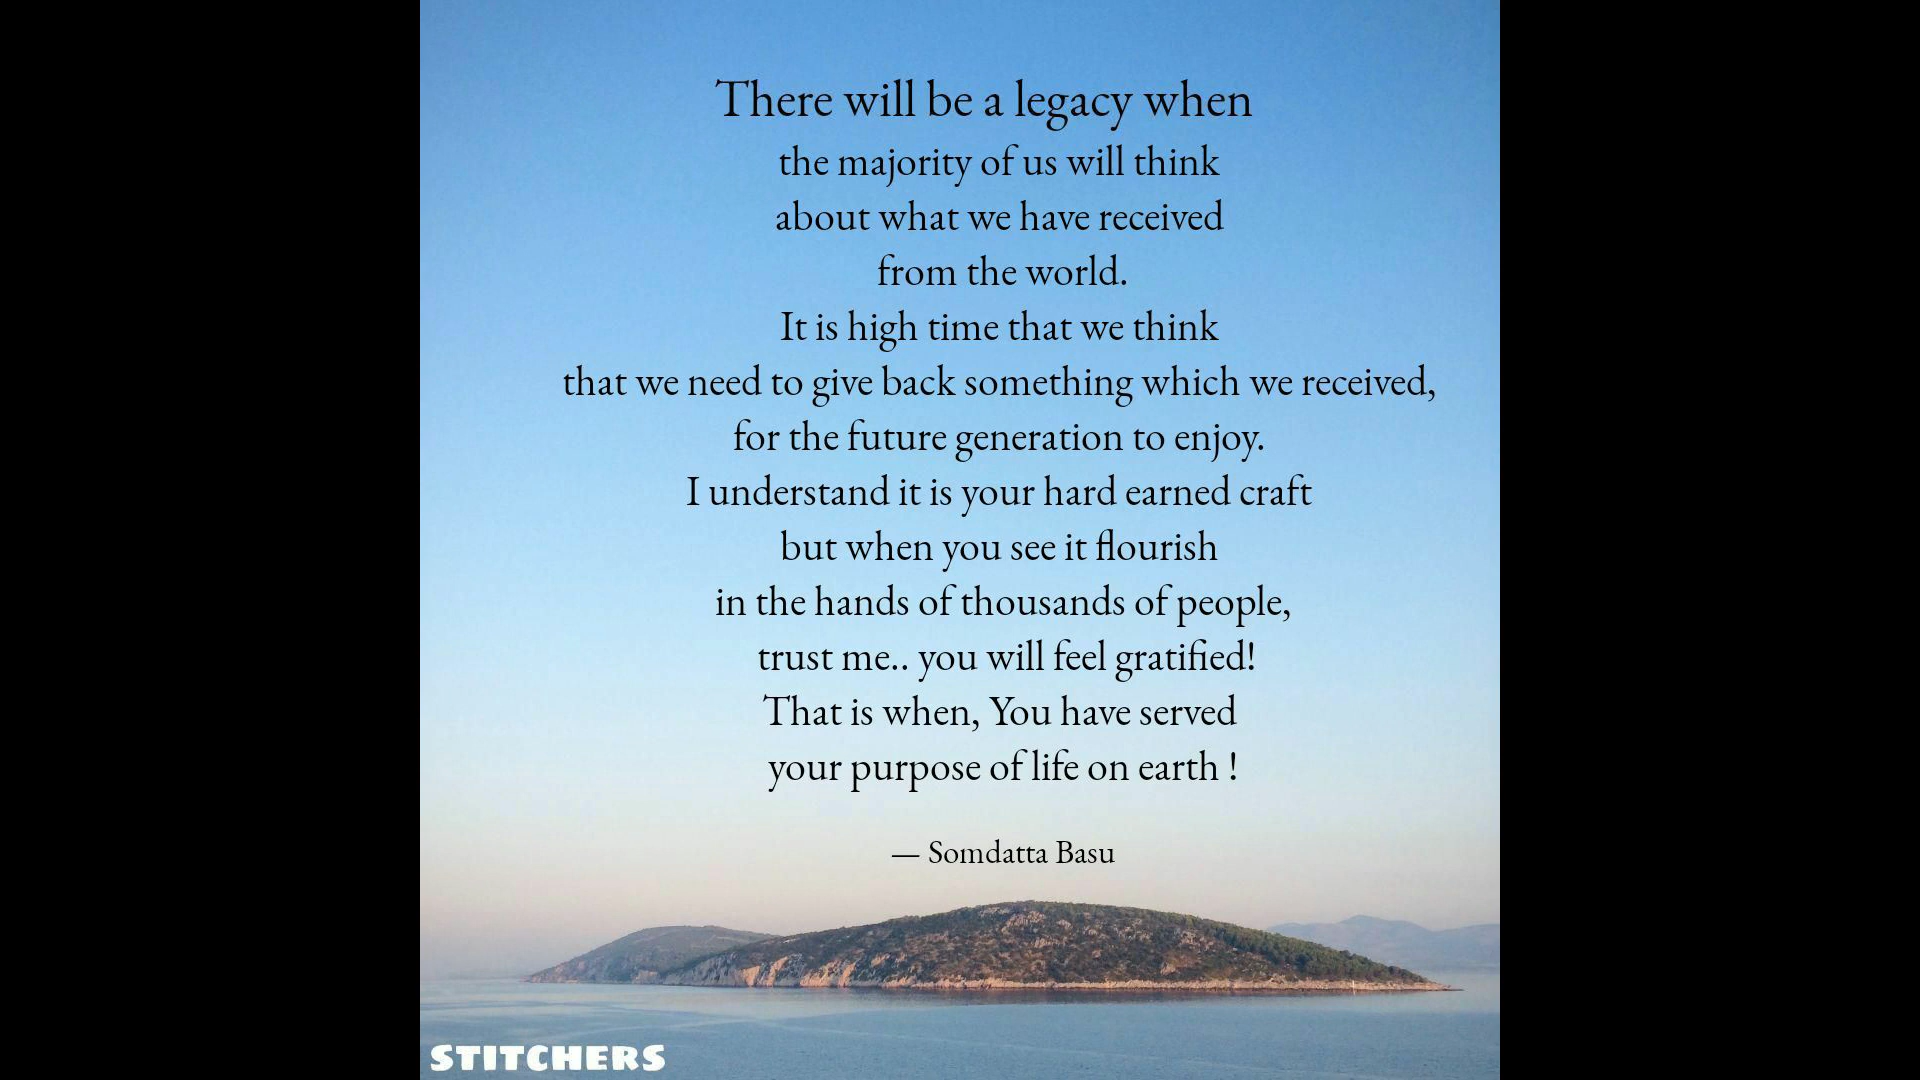 There will be a legacy when
the majority of us will think
about what we have received
from the world.
It is high time that we think
that we need to give back something which we received,
for the future generation to enjoy.
I understand it is your hard earned craft
but when you see it flourish
in the hands of thousands of people,
trust me.. you will feel gratified!
That is when, You have served
your purpose of life on earth !
— Somdatta Basu
STITCHERS